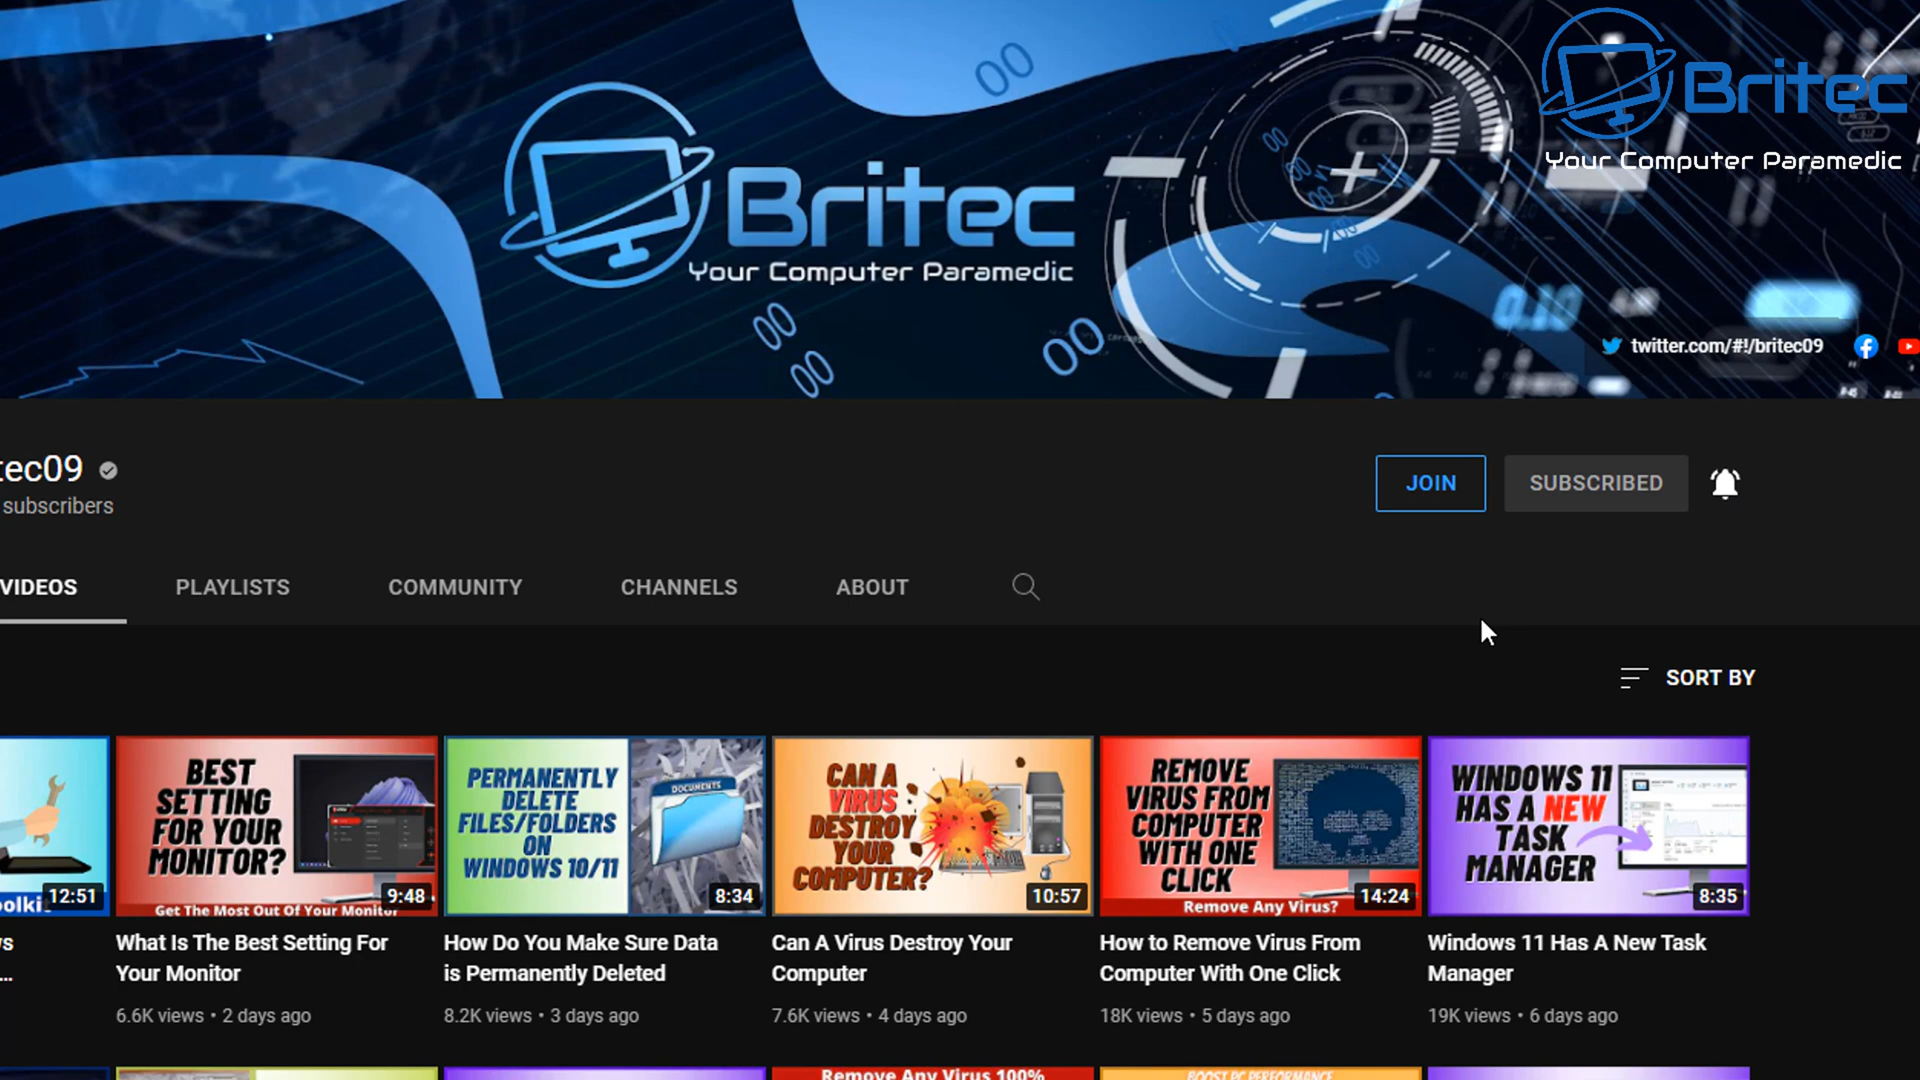 Britec
Your Computer Paramedic
Britec
Your Computer Paramedic
twitter.com/#!/britec09
tec09
subscribers
JOIN
SUBSCRIBED
VIDEOS
PLAYLISTS
COMMUNITY
CHANNELS
ABOUT
SORT BY
12:51
BEST
SETTING
FOR YOUR
MONITOR?
9:48
Get The Most Out Of Your Monitor
PERMANENTLY
DELETE
FILES/FOLDERS
ON
WINDOWS 10/11
DOCUMENTS
8:34
CAN A
VIRUS
DESTROY
YOUR
COMPUTER?
10:57
REMOVE
VIRUS FROM
COMPUTER
WITH ONE
CLICK
14:24
Remove Any Virus?
WINDOWS 11
HAS A NEW
TASK
MANAGER
8:35
What Is The Best Setting For
Your Monitor
6.6K views • 2 days ago
How Do You Make Sure Data
is Permanently Deleted
8.2K views • 3 days ago
Can A Virus Destroy Your
Computer
7.6K views • 4 days ago
How to Remove Virus From
Computer With One Click
18K views • 5 days ago
Windows 11 Has A New Task
Manager
19K views • 6 days ago
Remove Any Virus 100%
BOOST PC PERFORMANCE